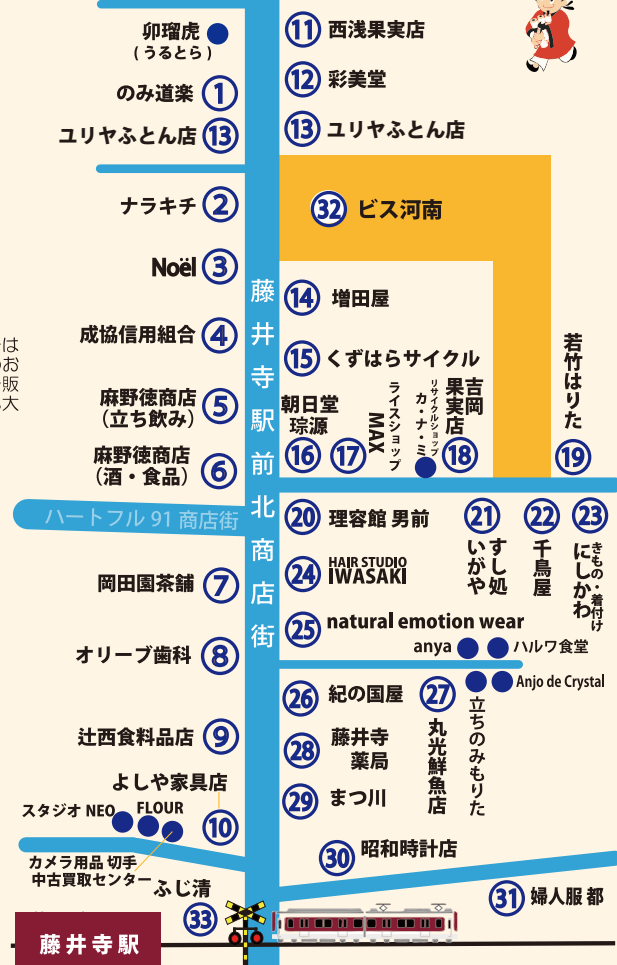 卯瑠虎
(うるとら)
のみ道楽 1
ユリヤふとん店 13
ナラキチ 2
Noël 3
成協信用組合 4
麻野徳商店 5
(立ち飲み)
麻野徳商店 6
(酒・食品)
ハートフル91商店街
岡田園茶舗 7
オリーブ歯科 8
辻西食料品店 9
よしや家具店
10
スタジオ NEO
FLOUR
カメラ用品 切手
中古買取センター
ふじ清
33
藤井寺駅
藤井寺駅前北商店街
11 西浅果実店
12 彩美堂
13 ユリヤふとん店
32 ビス河南
14 増田屋
15 くずはらサイクル
朝日堂
琮源
16
17
ライスショップ
MAX
リサイクルショップ
カ・ナ・ミ
吉岡
果実店
18
若竹はりた
19
20 理容館 男前
21
すし処
いがや
22
千鳥屋
23
きもの・着付け
にしかわ
24 HAIR STUDIO
IWASAKI
25 natural emotion wear
anya
ハルワ食堂
Anjo de Crystal
立ちのみもりた
26 紀の国屋
27
丸光鮮魚店
28 藤井寺
薬局
29 まつ川
30 昭和時計店
31 婦人服 都
は
お
販
大